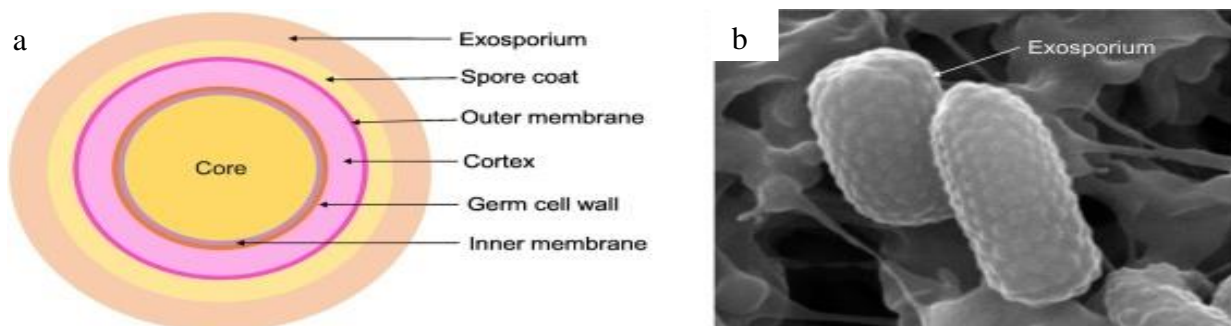 a
Exosporium
Spore coat
Outer membrane
Cortex
Core
Germ cell wall
Inner membrane
b
Exosporium